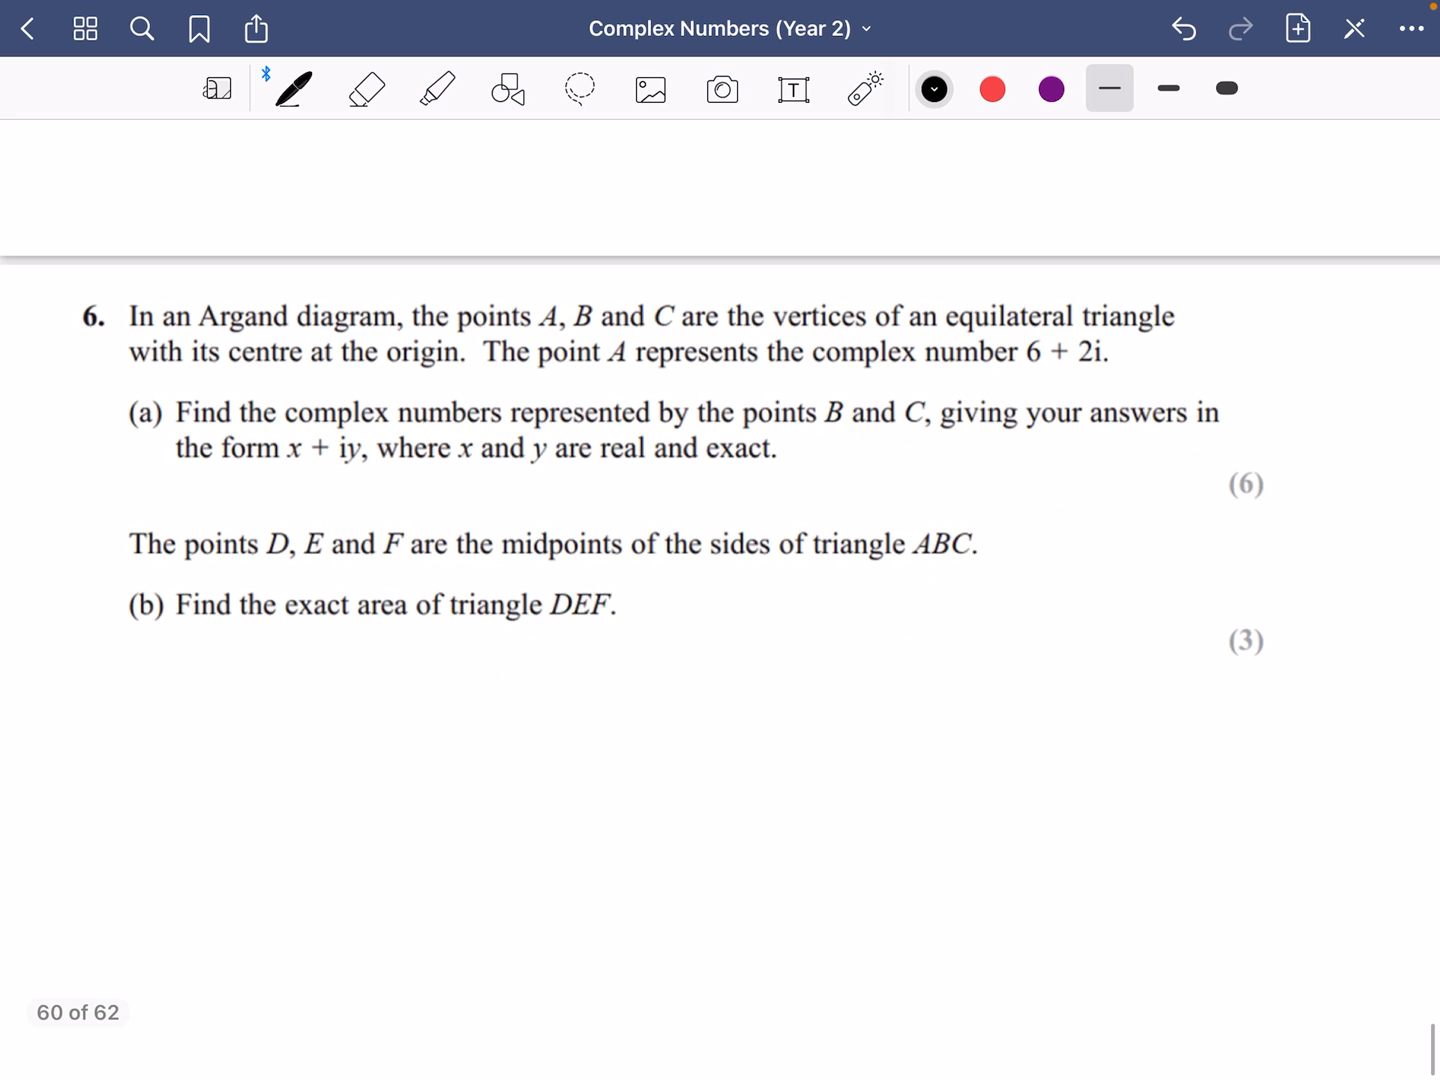 Complex Numbers (Year 2)
a
T
6. In an Argand diagram, the points A, B and C are the vertices of an equilateral triangle
with its centre at the origin. The point A represents the complex number 6 + 2i.
(a) Find the complex numbers represented by the points B and C, giving your answers in
the form x + iy, where x and y are real and exact.
(6)
The points D, E and F are the midpoints of the sides of triangle ABC.
(b) Find the exact area of triangle DEF.
(3)
60 of 62